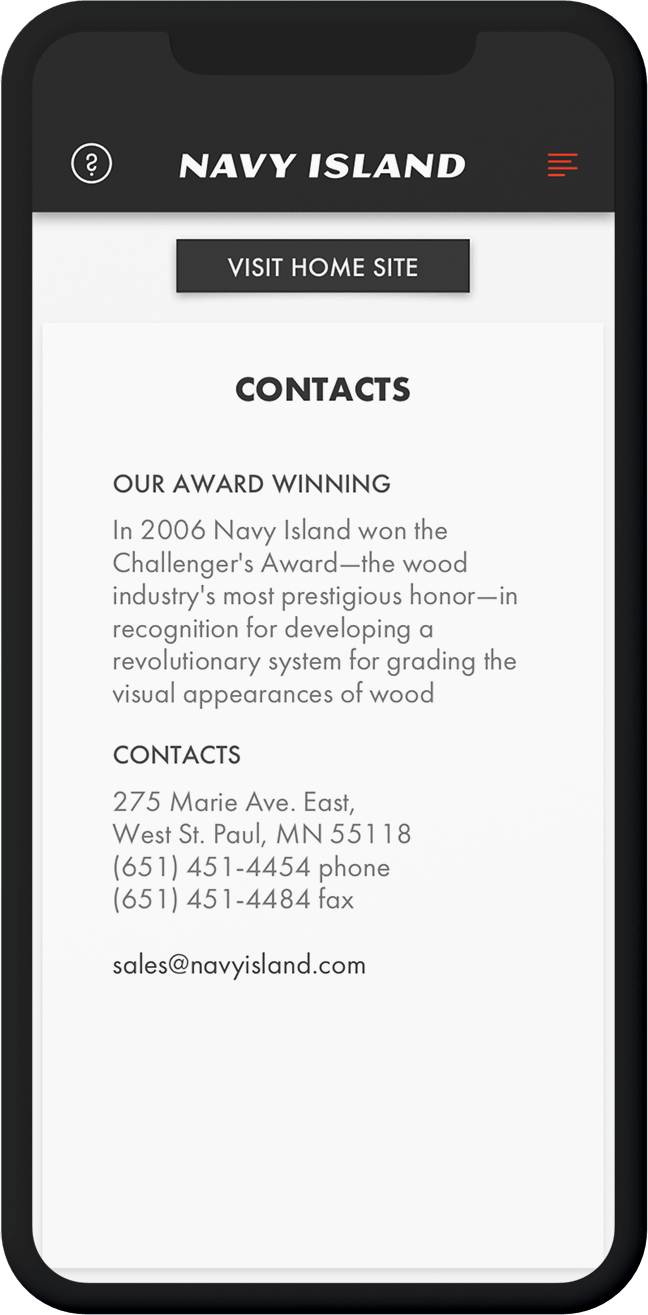 NAVY ISLAND
VISIT HOME SITE
CONTACTS
OUR AWARD WINNING
In 2006 Navy Island won the
Challenger's Award—the wood
industry's most prestigious honor—in
recognition for developing a
revolutionary system for grading the
visual appearances of wood
CONTACTS
275 Marie Ave. East,
West St. Paul, MN 55118
(651) 451-4454 phone
(651) 451-4484 fax
sales@navyisland.com